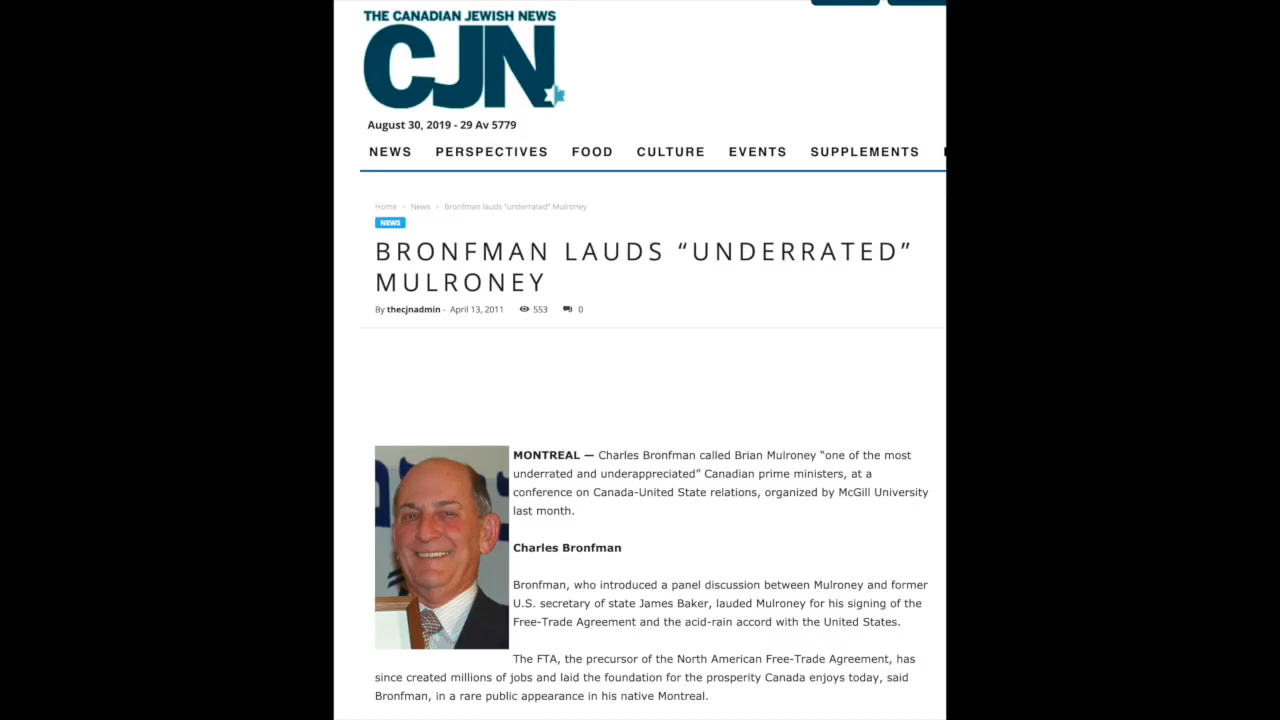 THE CANADIAN JEWISH NEWS
CJN
August 30, 2019 - 29 Av 5779
NEWS PERSPECTIVES FOOD CULTURE EVENTS SUPPLEMENTS
Home › News › Bronfman lauds "underrated" Mulroney
NEWS
BRONFMAN LAUDS “UNDERRATED”
MULRONEY
By thecjnadmin - April 13, 2011 553 0
MONTREAL — Charles Bronfman called Brian Mulroney “one of the most
underrated and underappreciated” Canadian prime ministers, at a
conference on Canada-United State relations, organized by McGill University
last month.
Charles Bronfman
Bronfman, who introduced a panel discussion between Mulroney and former
U.S. secretary of state James Baker, lauded Mulroney for his signing of the
Free-Trade Agreement and the acid-rain accord with the United States.
The FTA, the precursor of the North American Free-Trade Agreement, has
since created millions of jobs and laid the foundation for the prosperity Canada enjoys today, said
Bronfman, in a rare public appearance in his native Montreal.